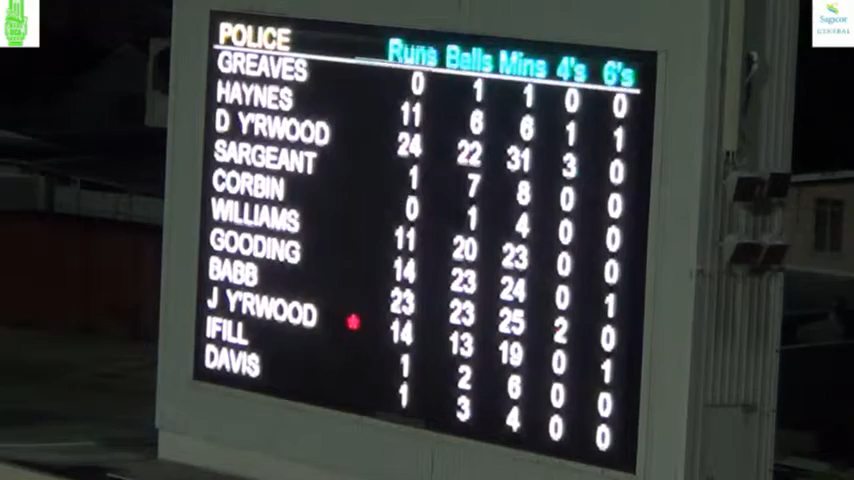 Sagicor
GENERAL
POLICE Runs Balls Mins 4's 6's
GREAVES 0 1 1 0 0
HAYNES 11 6 6 1 1
D Y'RWOOD 24 22 31 3 0
SARGEANT 1 7 8 0 0
CORBIN 0 1 4 0 0
WILLIAMS 11 20 23 0 0
GOODING 14 23 24 0 1
BABB 23 23 25 2 0
J Y'RWOOD * 14 13 19 0 1
IFILL 1 2 6 0 0
DAVIS 1 3 4 0 0